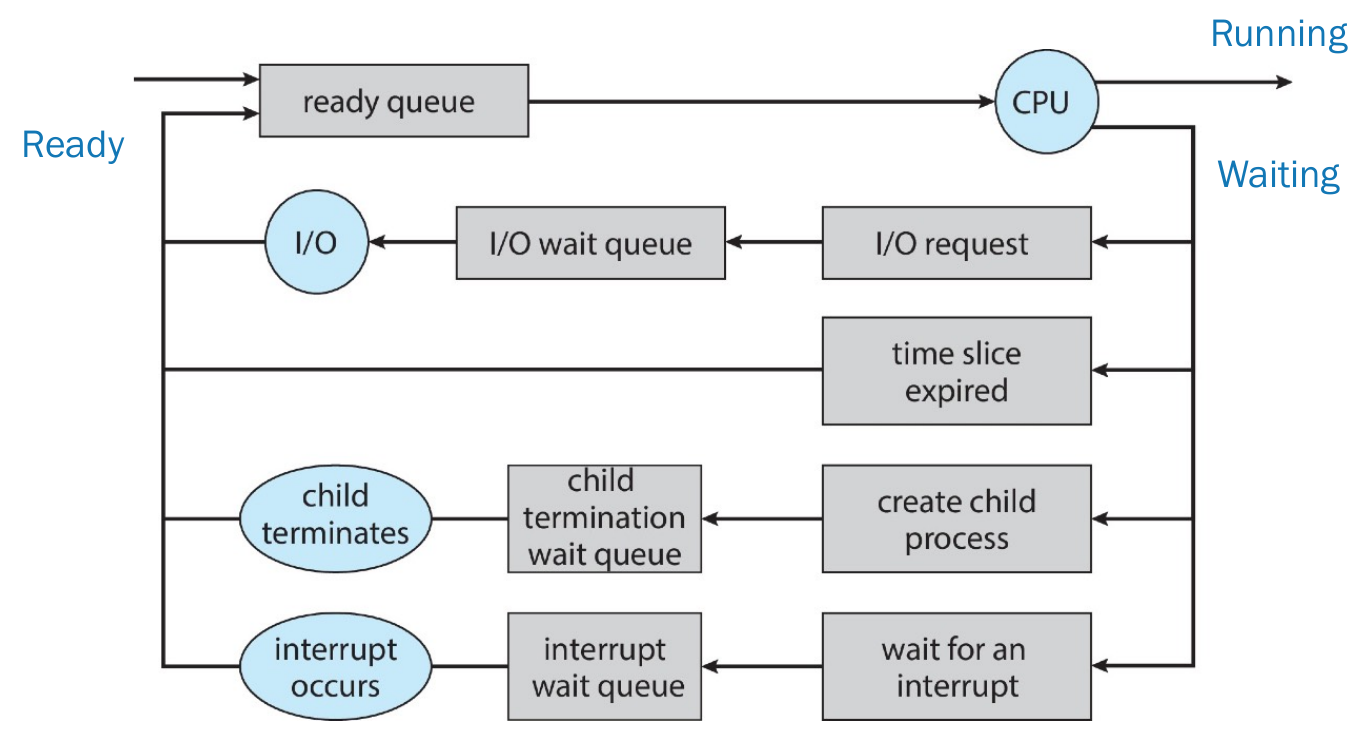 Running
ready queue
CPU
Ready
Waiting
I/O
I/O wait queue
I/O request
time slice
expired
child
terminates
child
termination
wait queue
create child
process
interrupt
occurs
interrupt
wait queue
wait for an
interrupt